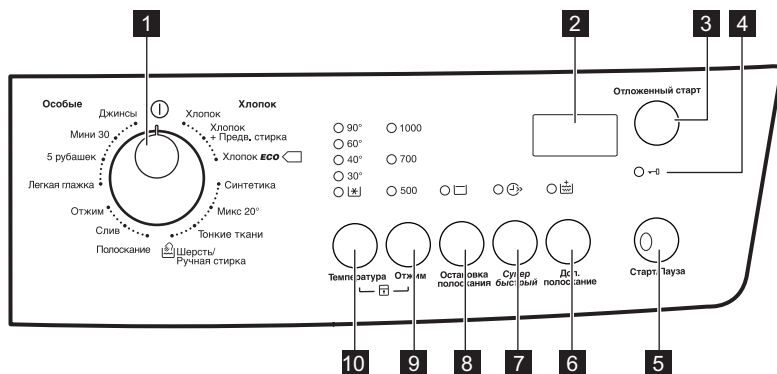 1
2
3
4
Особые
Хлопок
Отложенный старт
Джинсы
Хлопок
Мини 30
Хлопок
+ Предв. стирка
5 рубашек
Хлопок ECO
Легкая глажка
Синтетика
Отжим
Микс 20°
Слив
Тонкие ткани
Полоскание
Шерсть/
Ручная стирка
90°
1000
60°
40°
700
30°
500
Температура
Отжим
Остановка
полоскания
Супер
быстрый
Доп.
полоскание
Старт/Пауза
10
9
8
7
6
5